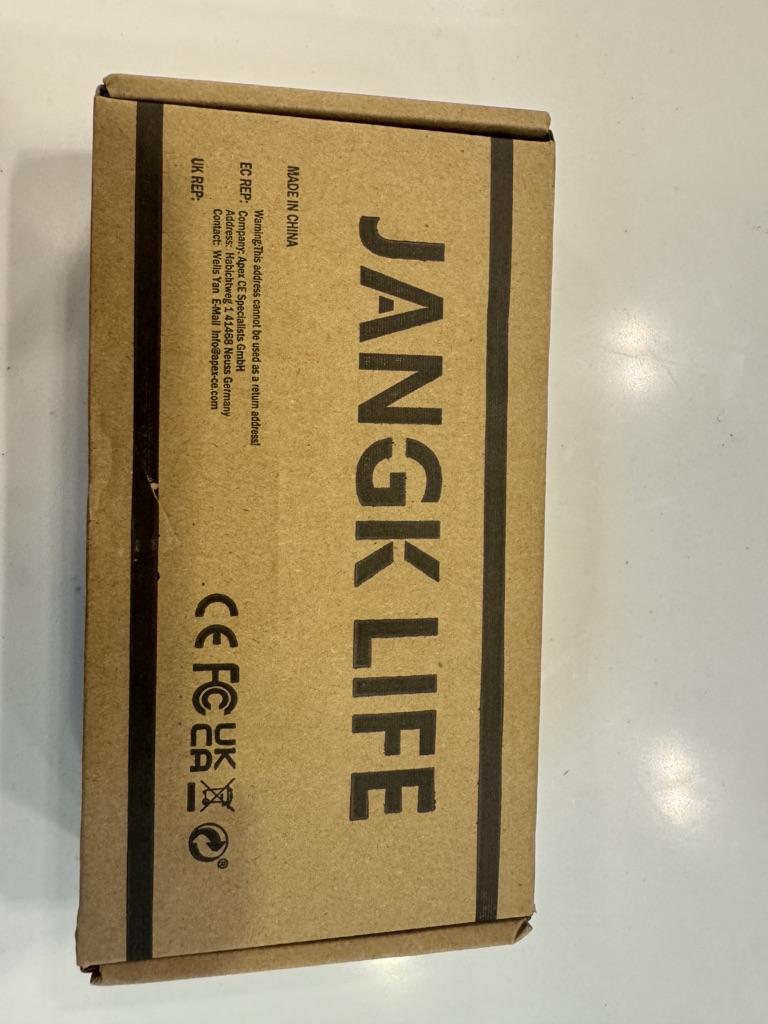 JANGK LIFE
MADE IN CHINA
Warning:This address cannot be used as a return address!
EC REP: Company: Apex CE Specialists GmbH
Address: Habichtweg 1 41468 Neuss Germany
Contact: Wells Yan E-Mail Info@apex-ce.com
UK REP:
CE FC UK
CA
®